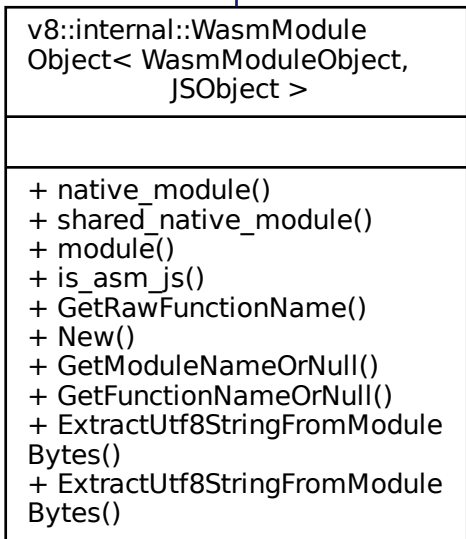 v8::internal::WasmModule
Object< WasmModuleObject,
JSObject >
+ native_module()
+ shared_native_module()
+ module()
+ is_asm_js()
+ GetRawFunctionName()
+ New()
+ GetModuleNameOrNull()
+ GetFunctionNameOrNull()
+ ExtractUtf8StringFromModule
Bytes()
+ ExtractUtf8StringFromModule
Bytes()